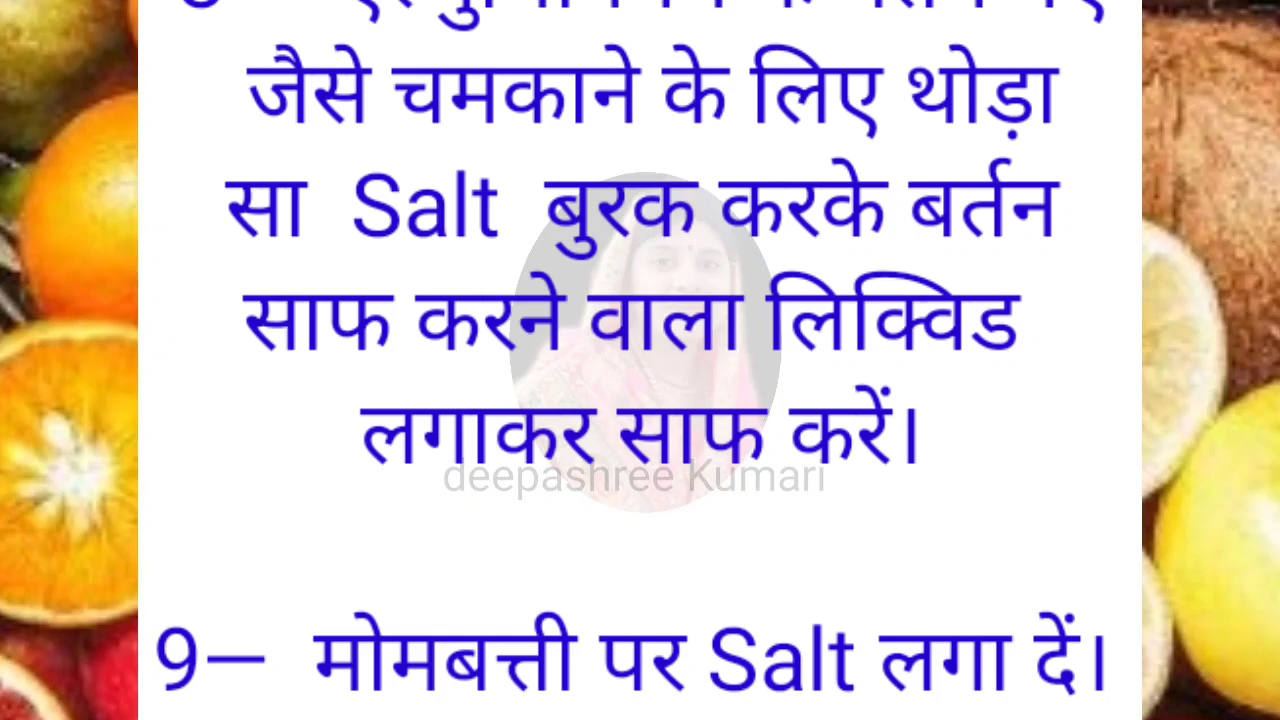 जैसे चमकाने के लिए थोड़ा
सा Salt बुरक करके बर्तन
साफ करने वाला लिक्विड
लगाकर साफ करें।
deepashree Kumari
9— मोमबत्ती पर Salt लगा दें।